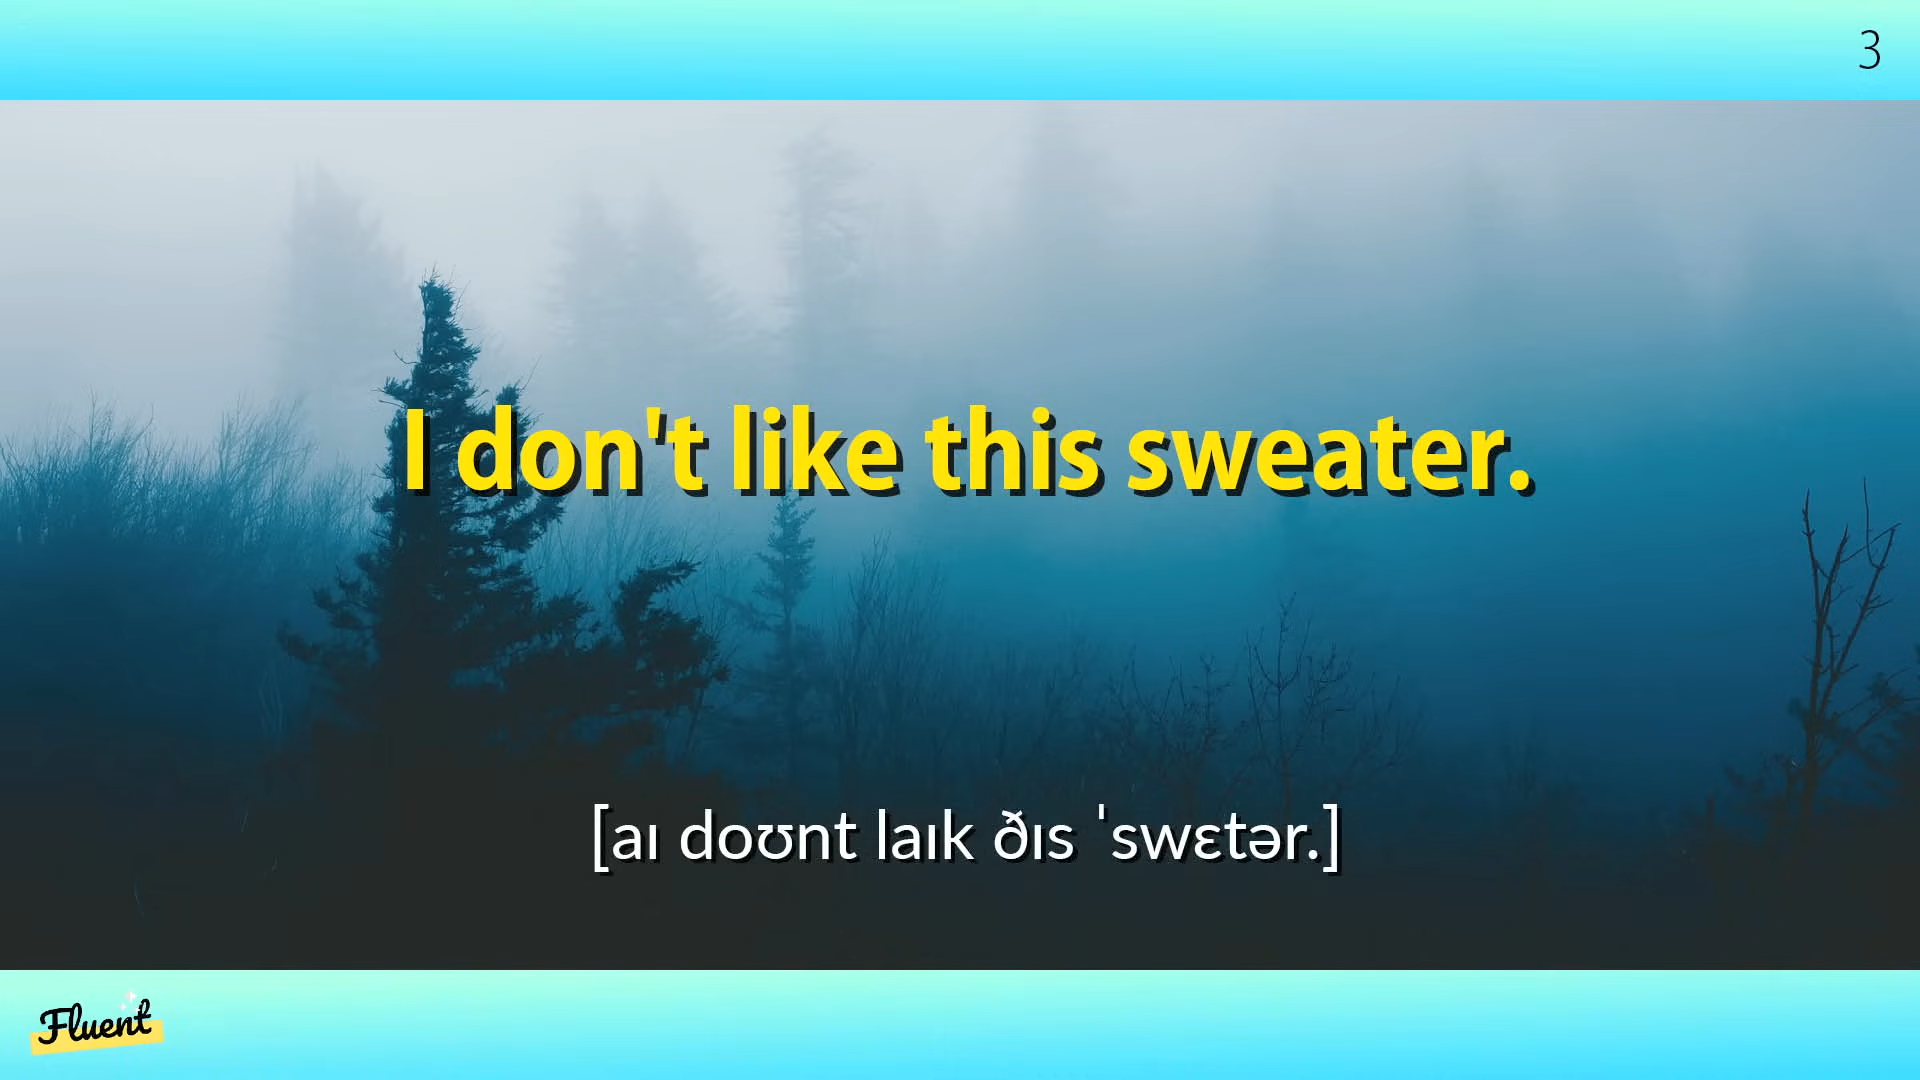 3
I don't like this sweater.
[aɪ doʊnt laɪk ðɪs ˈswɛtər.]
Fluent